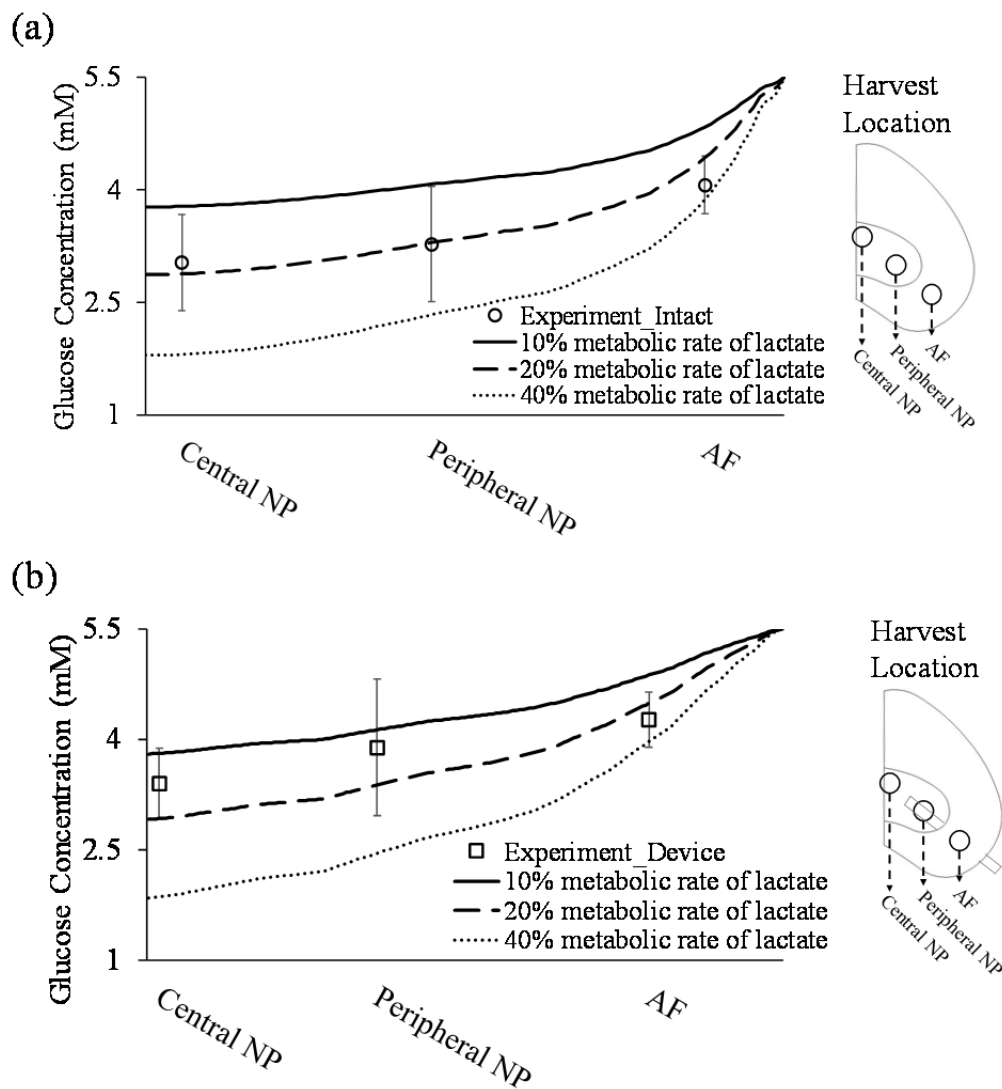 (a)
Glucose Concentration (mM)
5.5
4
2.5
1
Experiment_Intact
10% metabolic rate of lactate
20% metabolic rate of lactate
40% metabolic rate of lactate
Central NP
Peripheral NP
AF
Harvest
Location
Central NP
Peripheral NP
AF
(b)
Glucose Concentration (mM)
5.5
4
2.5
1
Experiment_Device
10% metabolic rate of lactate
20% metabolic rate of lactate
40% metabolic rate of lactate
Central NP
Peripheral NP
AF
Harvest
Location
Central NP
Peripheral NP
AF